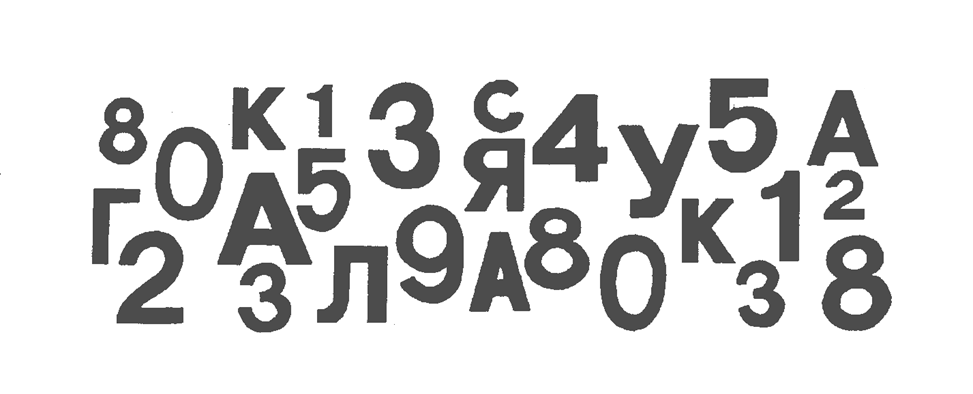 8 0 К 1 3 С 4 У 5 А
Г А 5 Я К 1 2
2 3 Л 9 А 8 0 3 8